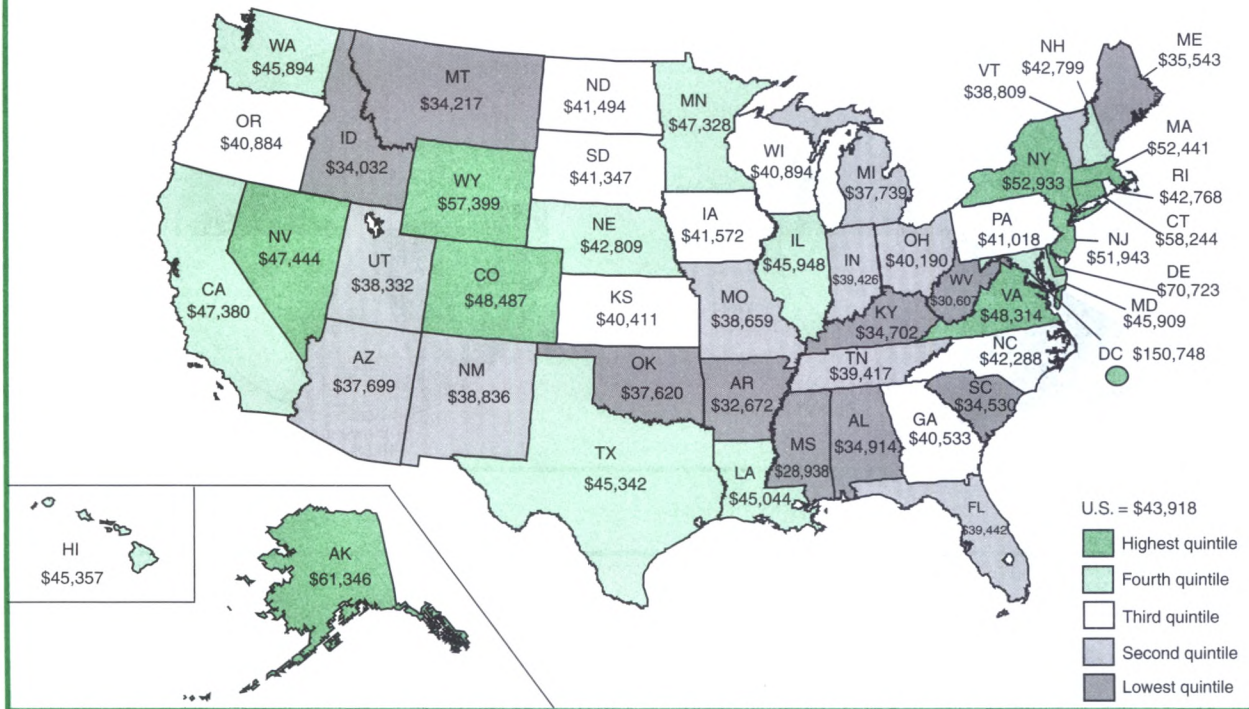 WA
$45,894
OR
$40,884
CA
$47,380
NV
$47,444
ID
$34,032
MT
$34,217
WY
$57,399
UT
$38,332
CO
$48,487
AZ
$37,699
NM
$38,836
ND
$41,494
SD
$41,347
NE
$42,809
KS
$40,411
OK
$37,620
TX
$45,342
MN
$47,328
IA
$41,572
MO
$38,659
AR
$32,672
LA
$45,044
WI
$40,894
IL
$45,948
MI
$37,739
IN
$39,426
OH
$40,190
KY
$34,702
TN
$39,417
MS
$28,938
AL
$34,914
GA
$40,533
FL
$39,442
SC
$34,530
NC
$42,288
VA
$48,314
WV
$30,607
PA
$41,018
NY
$52,933
VT
$38,809
NH
$42,799
ME
$35,543
MA
$52,441
RI
$42,768
CT
$58,244
NJ
$51,943
DE
$70,723
MD
$45,909
DC $150,748
HI
$45,357
AK
$61,346
U.S. = $43,918
Highest quintile
Fourth quintile
Third quintile
Second quintile
Lowest quintile